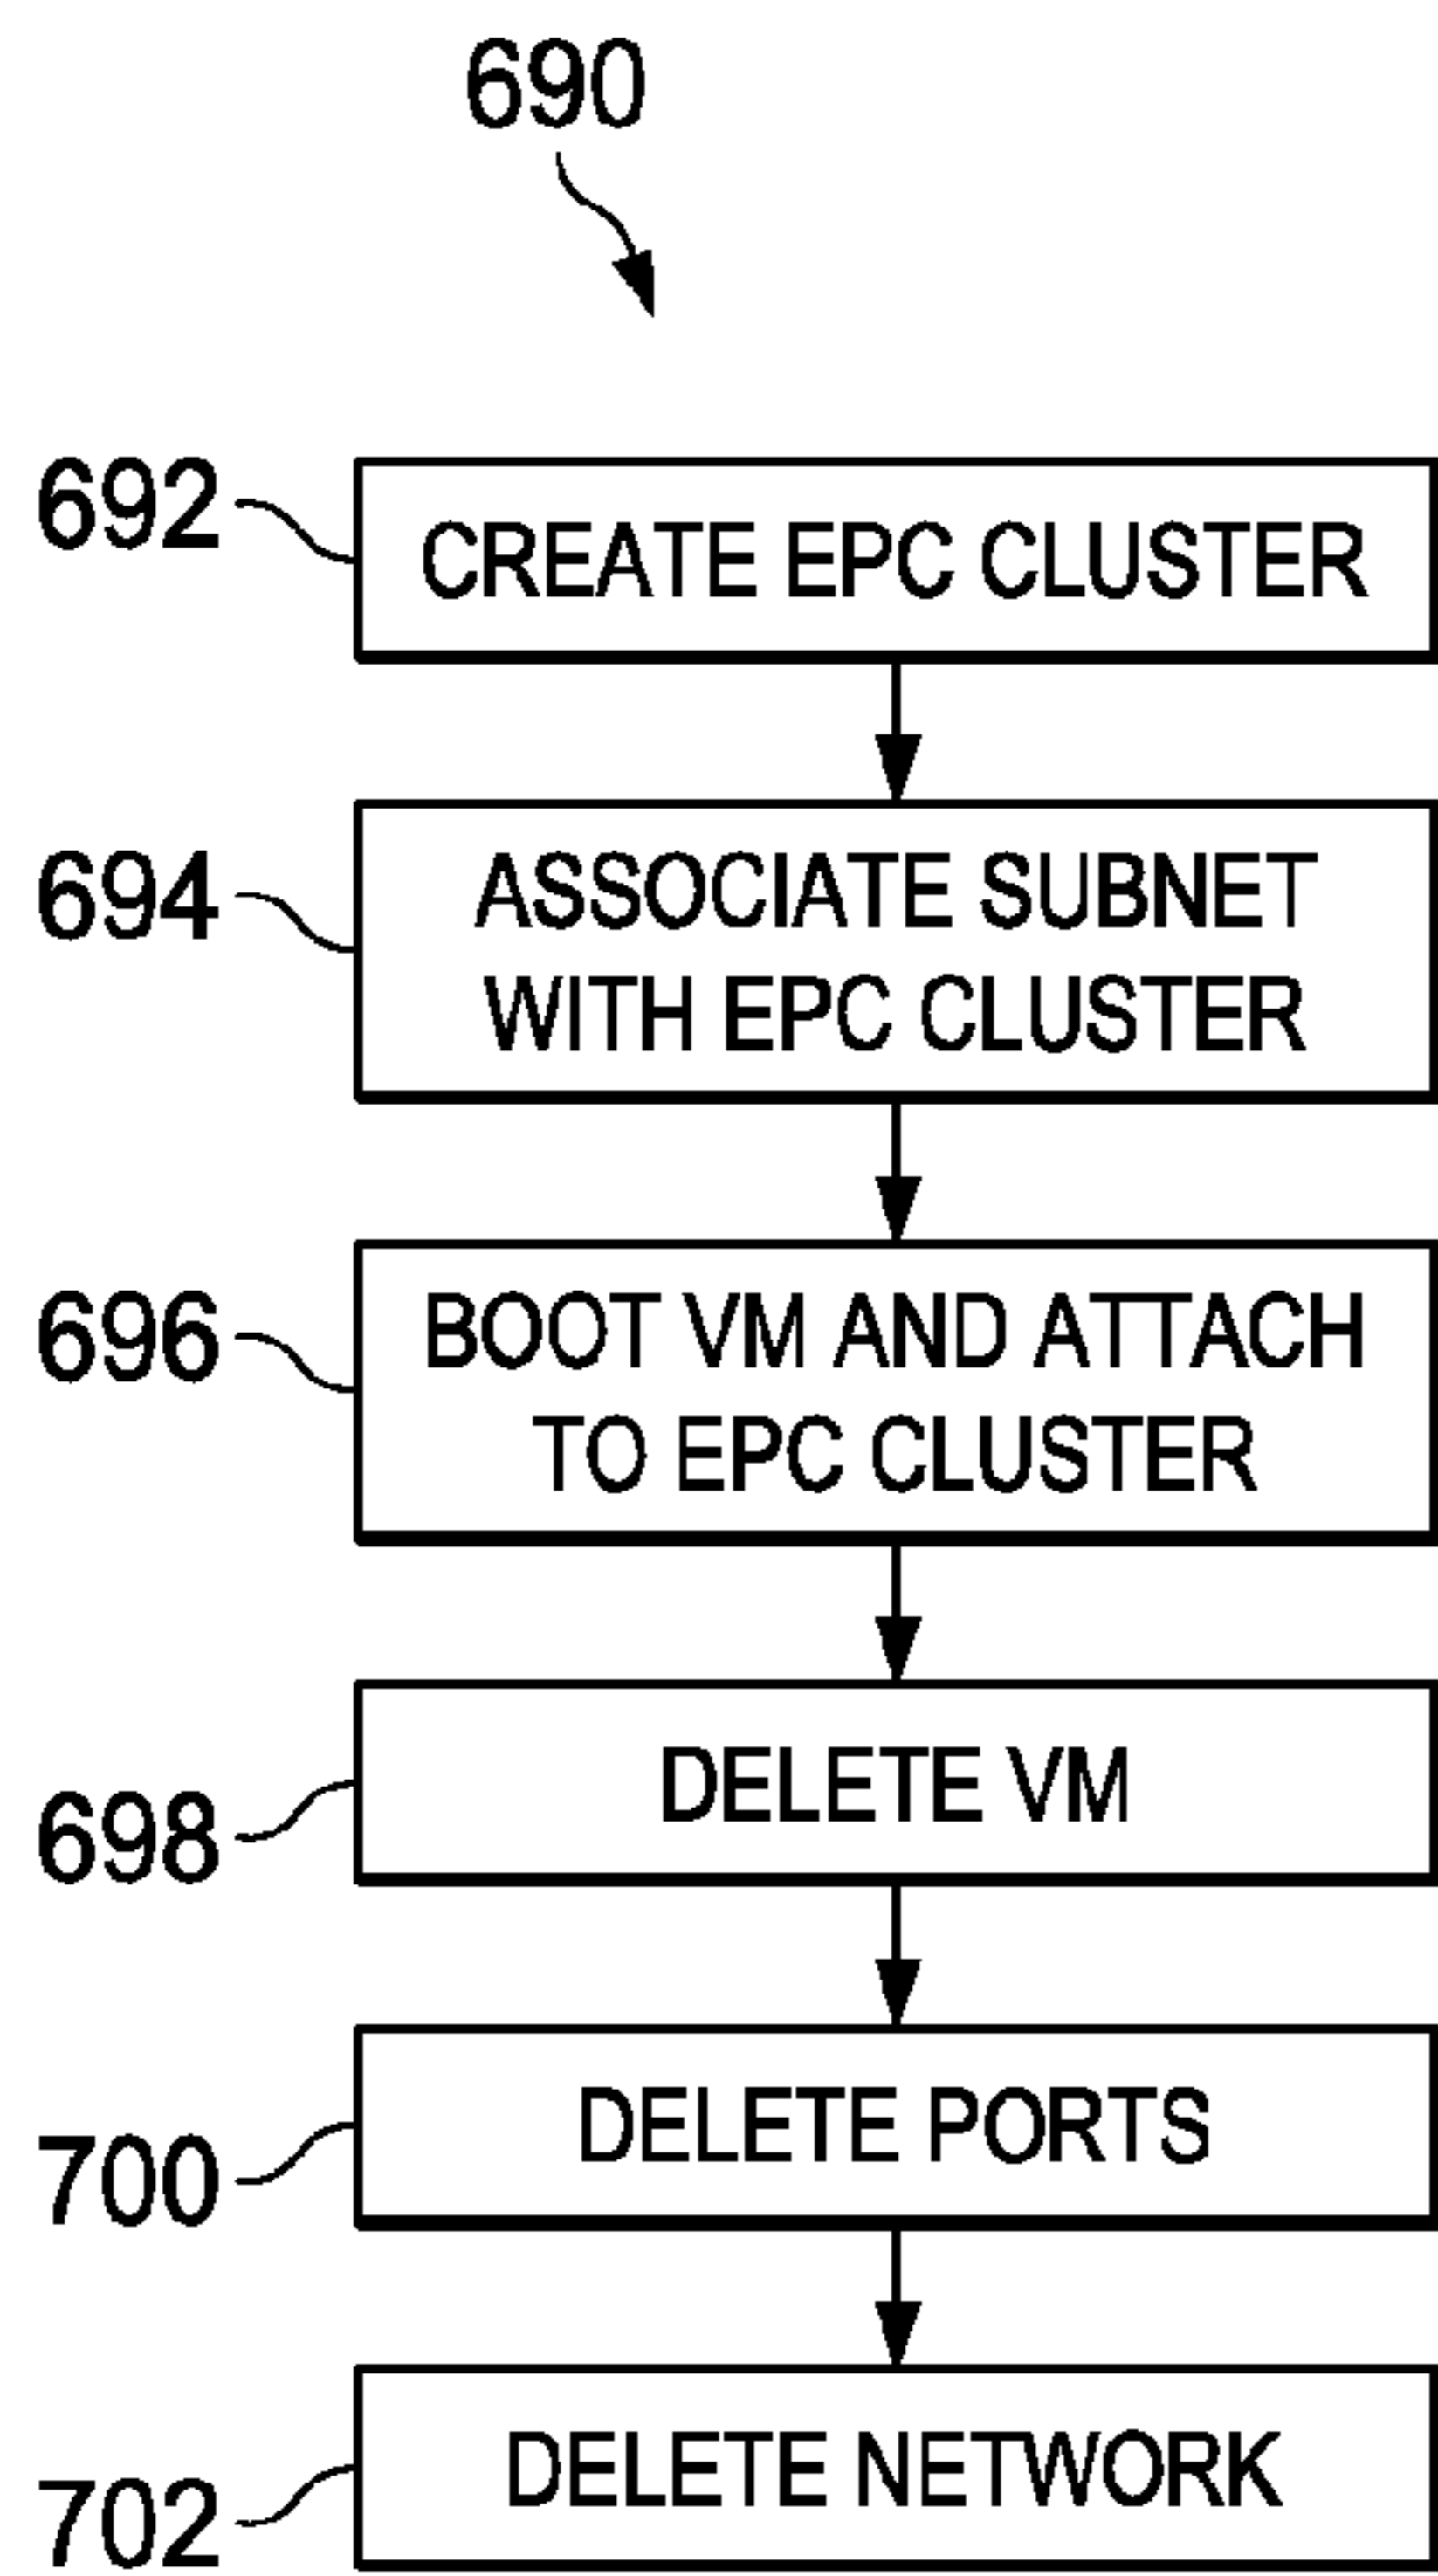 690
692
CREATE EPC CLUSTER
694
ASSOCIATE SUBNET
WITH EPC CLUSTER
696
BOOT VM AND ATTACH
TO EPC CLUSTER
698
DELETE VM
700
DELETE PORTS
702
DELETE NETWORK